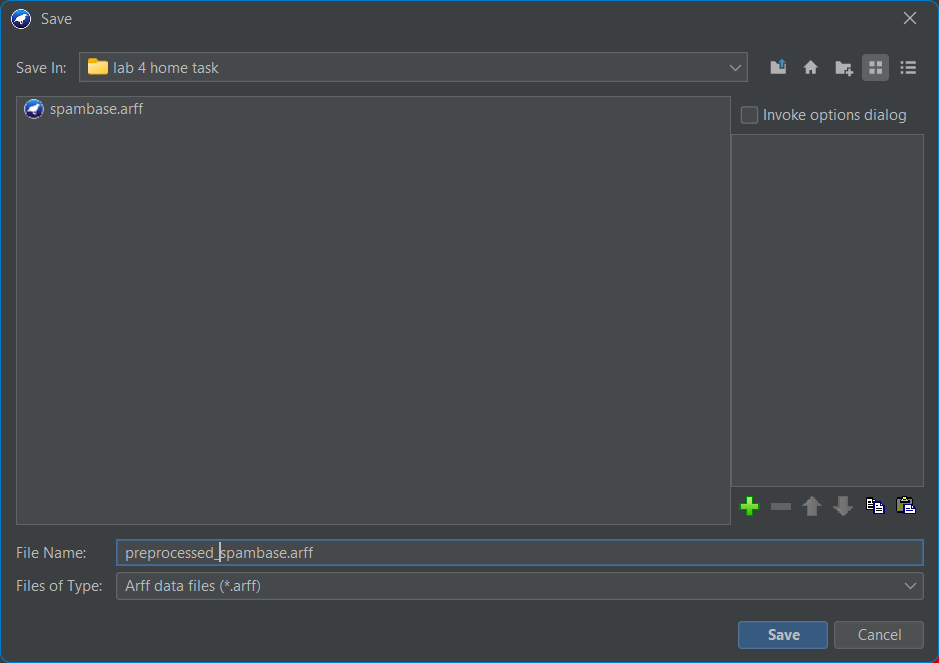 Save
Save In: lab 4 home task
spambase.arff
Invoke options dialog
File Name: preprocessed_spambase.arff
Files of Type: Arff data files (*.arff)
Save Cancel